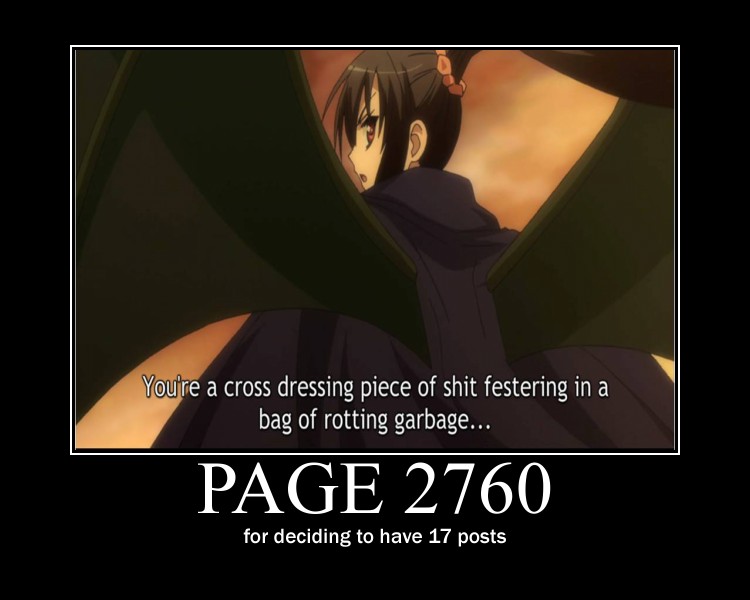 You're a cross dressing piece of shit festering in a
bag of rotting garbage...
PAGE 2760
for deciding to have 17 posts